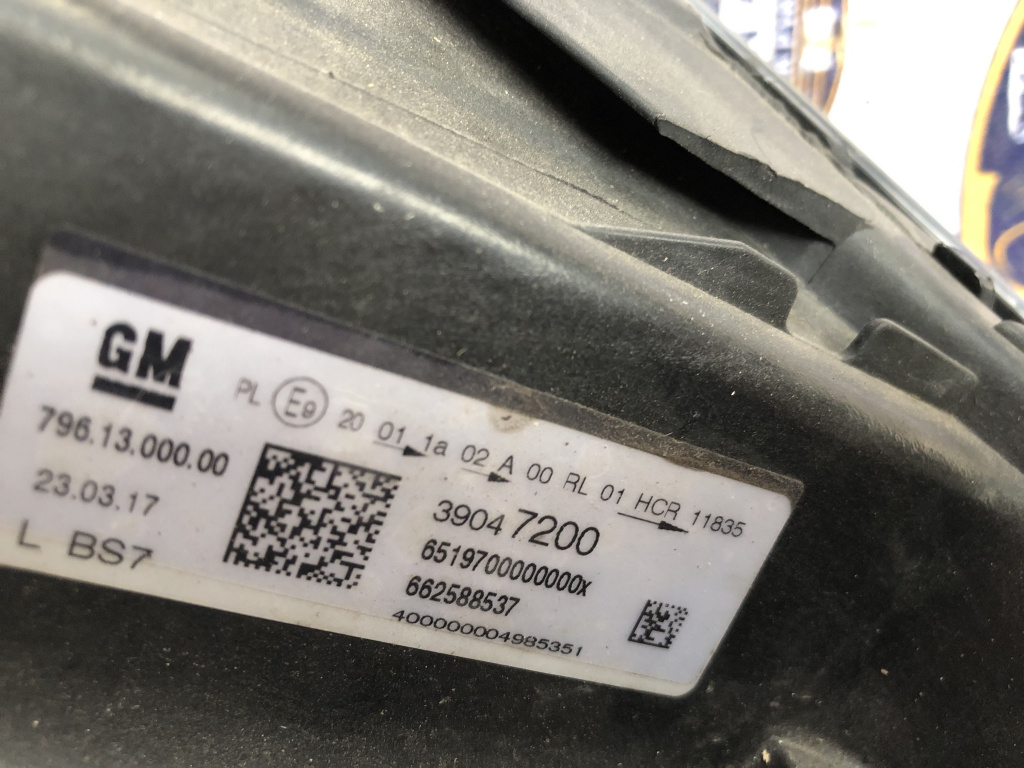 GM
PL E9 20 01 1a 02 A 00 RL 01 HCR 11835
796.13.000.00
23.03.17
L BS7
39047200
6519700000000X
662588537
400000004985351